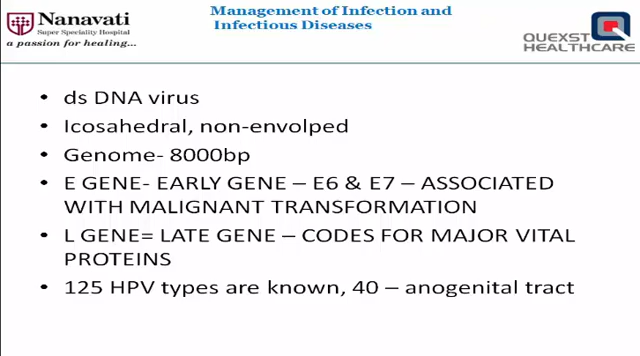 Nanavati
Super Speciality Hospital
a passion for healing...
Management of Infection and
Infectious Diseases
QUEXST
HEALTHCARE
• ds DNA virus
• Icosahedral, non-envolped
• Genome- 8000bp
• E GENE- EARLY GENE – E6 & E7 – ASSOCIATED
WITH MALIGNANT TRANSFORMATION
• L GENE= LATE GENE – CODES FOR MAJOR VITAL
PROTEINS
• 125 HPV types are known, 40 – anogenital tract